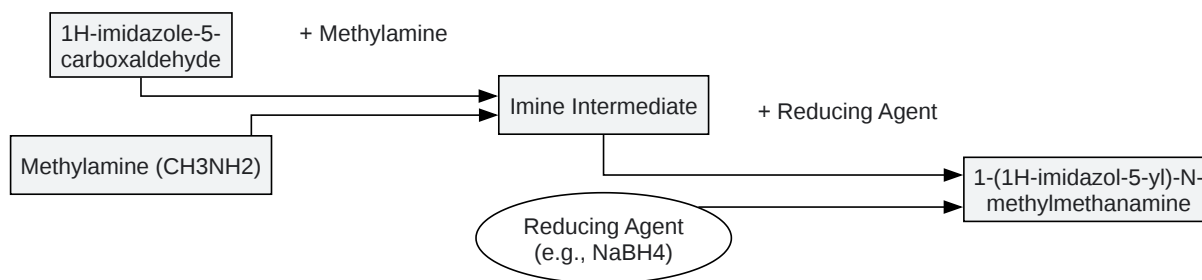 1H-imidazole-5-
carboxaldehyde
+ Methylamine
Methylamine (CH3NH2)
Imine Intermediate
+ Reducing Agent
Reducing Agent
(e.g., NaBH4)
1-(1H-imidazol-5-yl)-N-
methylmethanamine